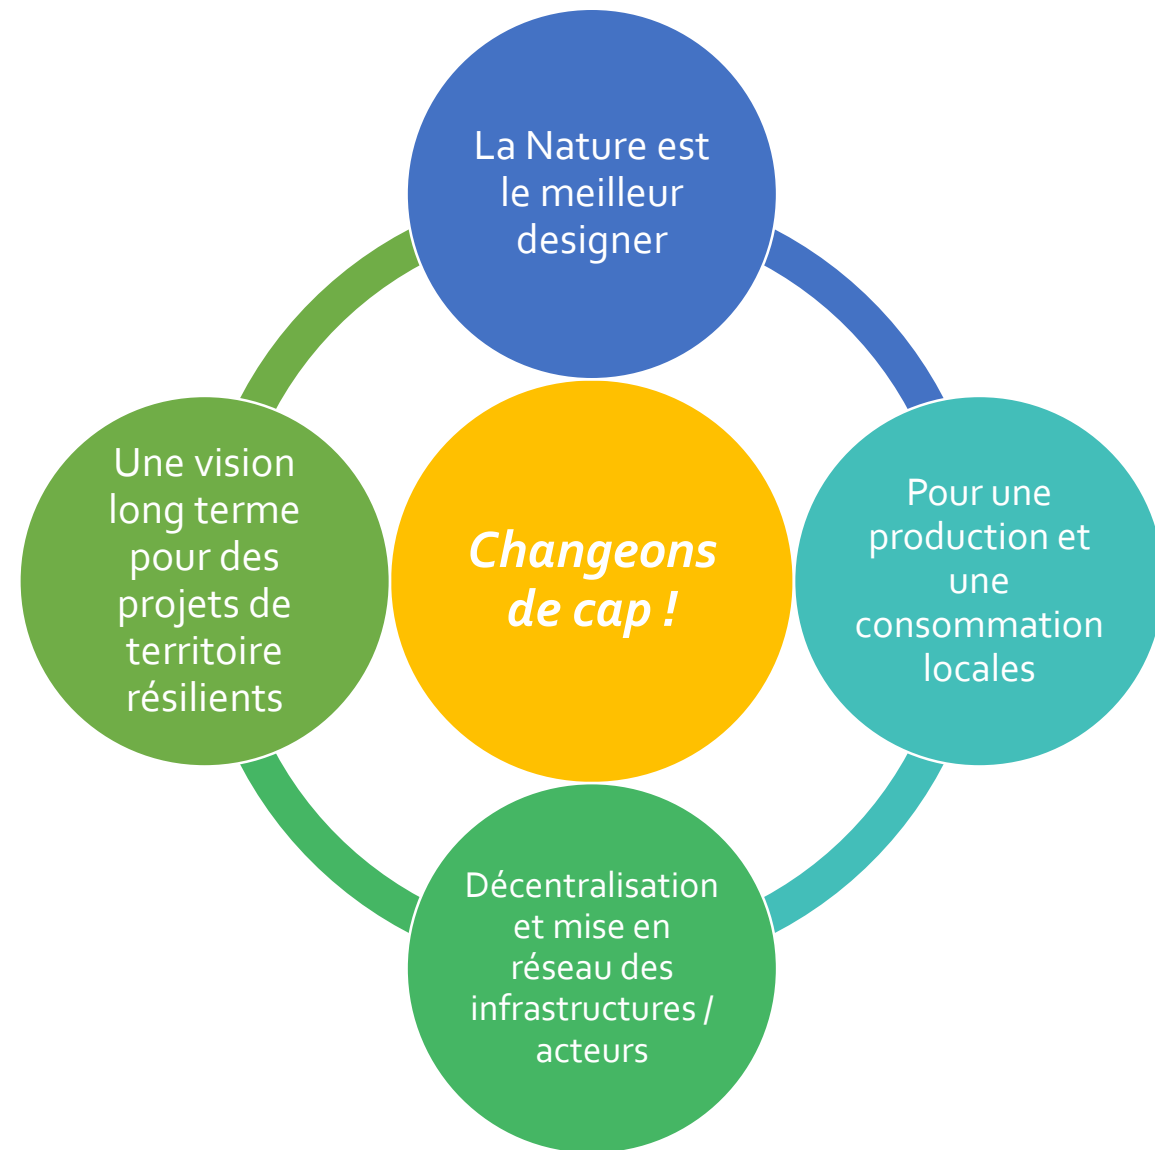 La Nature est
le meilleur
designer
Pour une
production et
une
consommation
locales
Décentralisation
et mise en
réseau des
infrastructures /
acteurs
Une vision
long terme
pour des
projets de
territoire
résilients
Changeons
de cap !